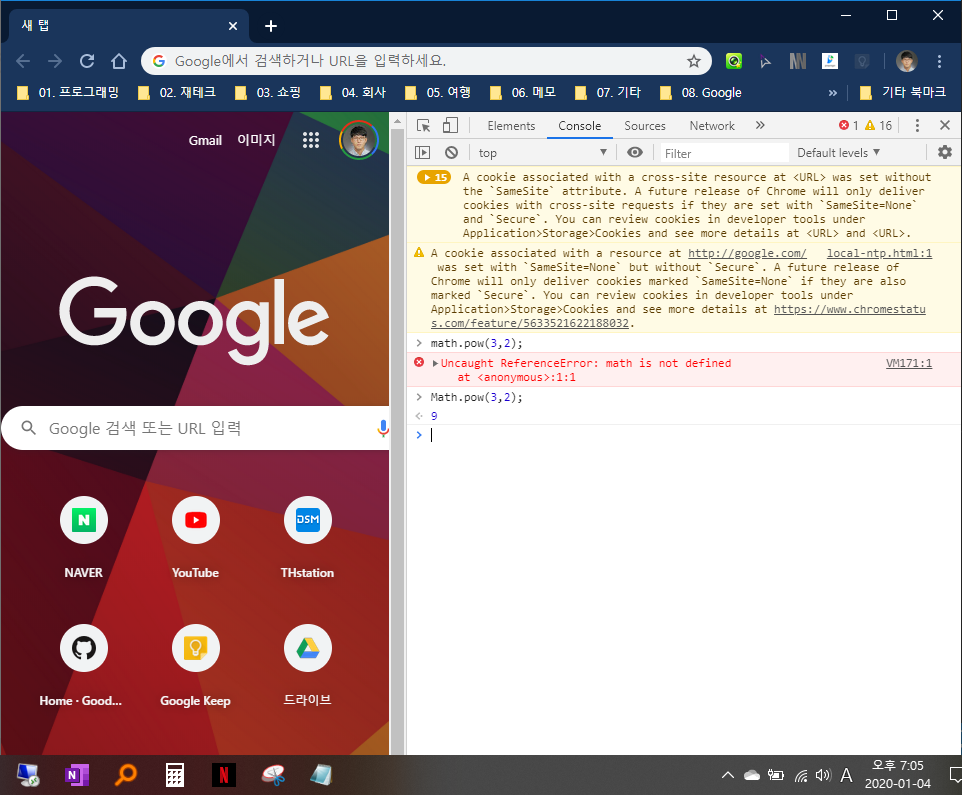 새 탭
Google에서 검색하거나 URL을 입력하세요.
01. 프로그래밍 02. 재테크 03. 쇼핑 04. 회사 05. 여행 06. 메모 07. 기타 08. Google » 기타 북마크
Gmail 이미지
Google
Google 검색 또는 URL 입력
NAVER YouTube THstation
Home · Good... Google Keep 드라이브
Elements Console Sources Network » 1 16
top Filter Default levels ▼
15 A cookie associated with a cross-site resource at <URL> was set without
the `SameSite` attribute. A future release of Chrome will only deliver
cookies with cross-site requests if they are set with `SameSite=None`
and `Secure`. You can review cookies in developer tools under
Application>Storage>Cookies and see more details at <URL> and <URL>.
A cookie associated with a resource at http://google.com/ local-ntp.html:1
was set with `SameSite=None` but without `Secure`. A future release of
Chrome will only deliver cookies marked `SameSite=None` if they are also
marked `Secure`. You can review cookies in developer tools under
Application>Storage>Cookies and see more details at https://www.chromestatu
s.com/feature/5633521622188032.
> math.pow(3,2);
Uncaught ReferenceError: math is not defined VM171:1
at <anonymous>:1:1
> Math.pow(3,2);
9
>
N DSM
N N A 오후 7:05
2020-01-04